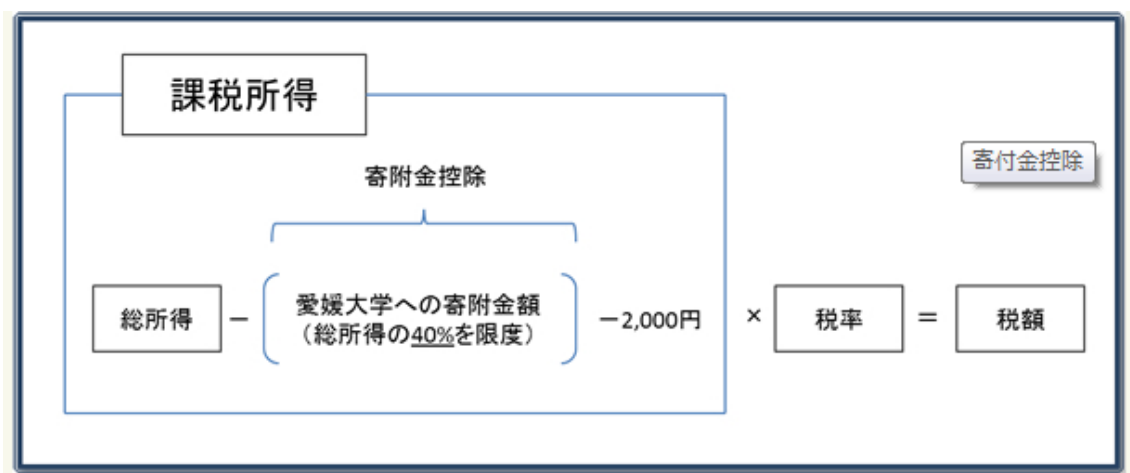 課税所得
寄附金控除
寄付金控除
総所得 － 愛媛大学への寄附金額 －2,000円 × 税率 ＝ 税額
（総所得の40%を限度）